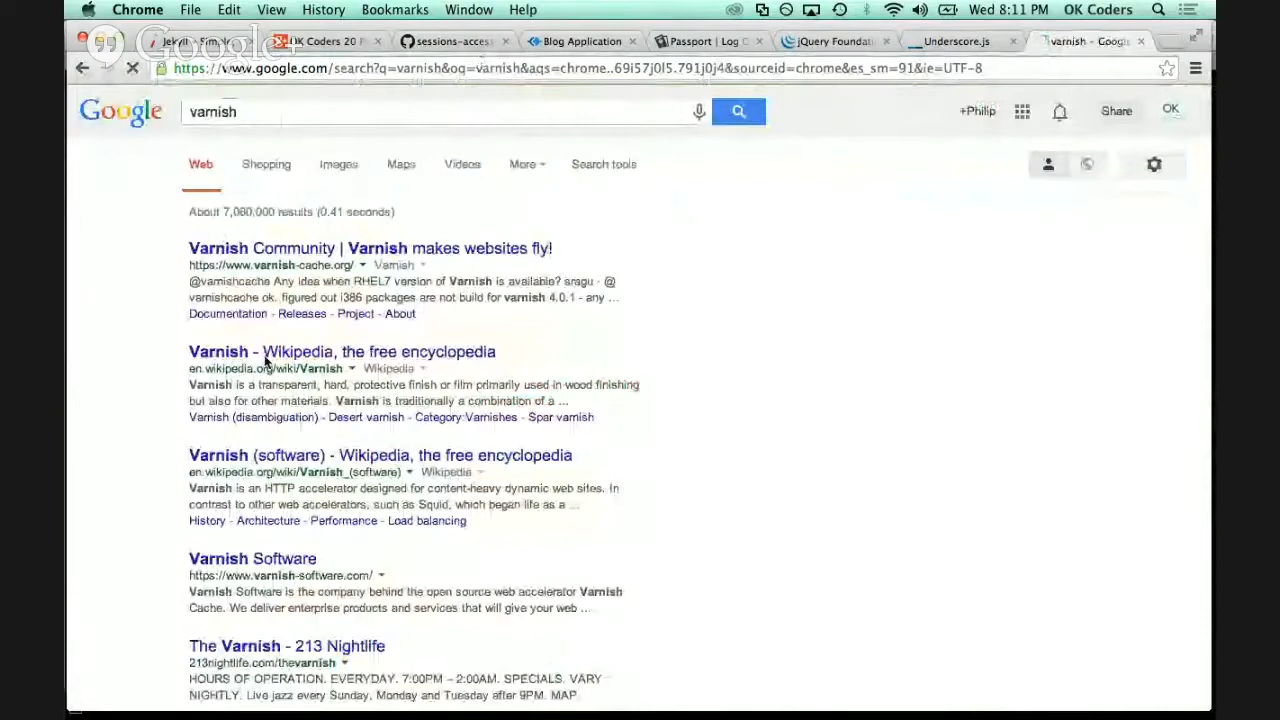 Chrome File Edit View History Bookmarks Window Help Wed 8:11 PM OK Coders
Google+
Jekyll • Simple OK Coders 20 sessions-acces Blog Application Passport | Log jQuery Foundati Underscore.js varnish - Google
https://www.google.com/search?q=varnish&oq=varnish&aqs=chrome..69i57j0l5.791j0j4&sourceid=chrome&es_sm=91&ie=UTF-8
Google varnish +Philip Share OK
Web Shopping Images Maps Videos More Search tools
About 7,060,000 results (0.41 seconds)
Varnish Community | Varnish makes websites fly!
https://www.varnish-cache.org/ Varnish
@varnishcache Any idea when RHEL7 version of Varnish is available? sragu · @
varnishcache ok. figured out i386 packages are not build for varnish 4.0.1 - any ...
Documentation - Releases - Project - About
Varnish - Wikipedia, the free encyclopedia
en.wikipedia.org/wiki/Varnish Wikipedia
Varnish is a transparent, hard, protective finish or film primarily used in wood finishing
but also for other materials. Varnish is traditionally a combination of a ...
Varnish (disambiguation) - Desert varnish - Category:Varnishes - Spar varnish
Varnish (software) - Wikipedia, the free encyclopedia
en.wikipedia.org/wiki/Varnish_(software) Wikipedia
Varnish is an HTTP accelerator designed for content-heavy dynamic web sites. In
contrast to other web accelerators, such as Squid, which began life as a ...
History - Architecture - Performance - Load balancing
Varnish Software
https://www.varnish-software.com/
Varnish Software is the company behind the open source web accelerator Varnish
Cache. We deliver enterprise products and services that will give your web ...
The Varnish - 213 Nightlife
213nightlife.com/thevarnish
HOURS OF OPERATION. EVERYDAY. 7:00PM – 2:00AM. SPECIALS. VARY
NIGHTLY. Live jazz every Sunday, Monday and Tuesday after 9PM. MAP.